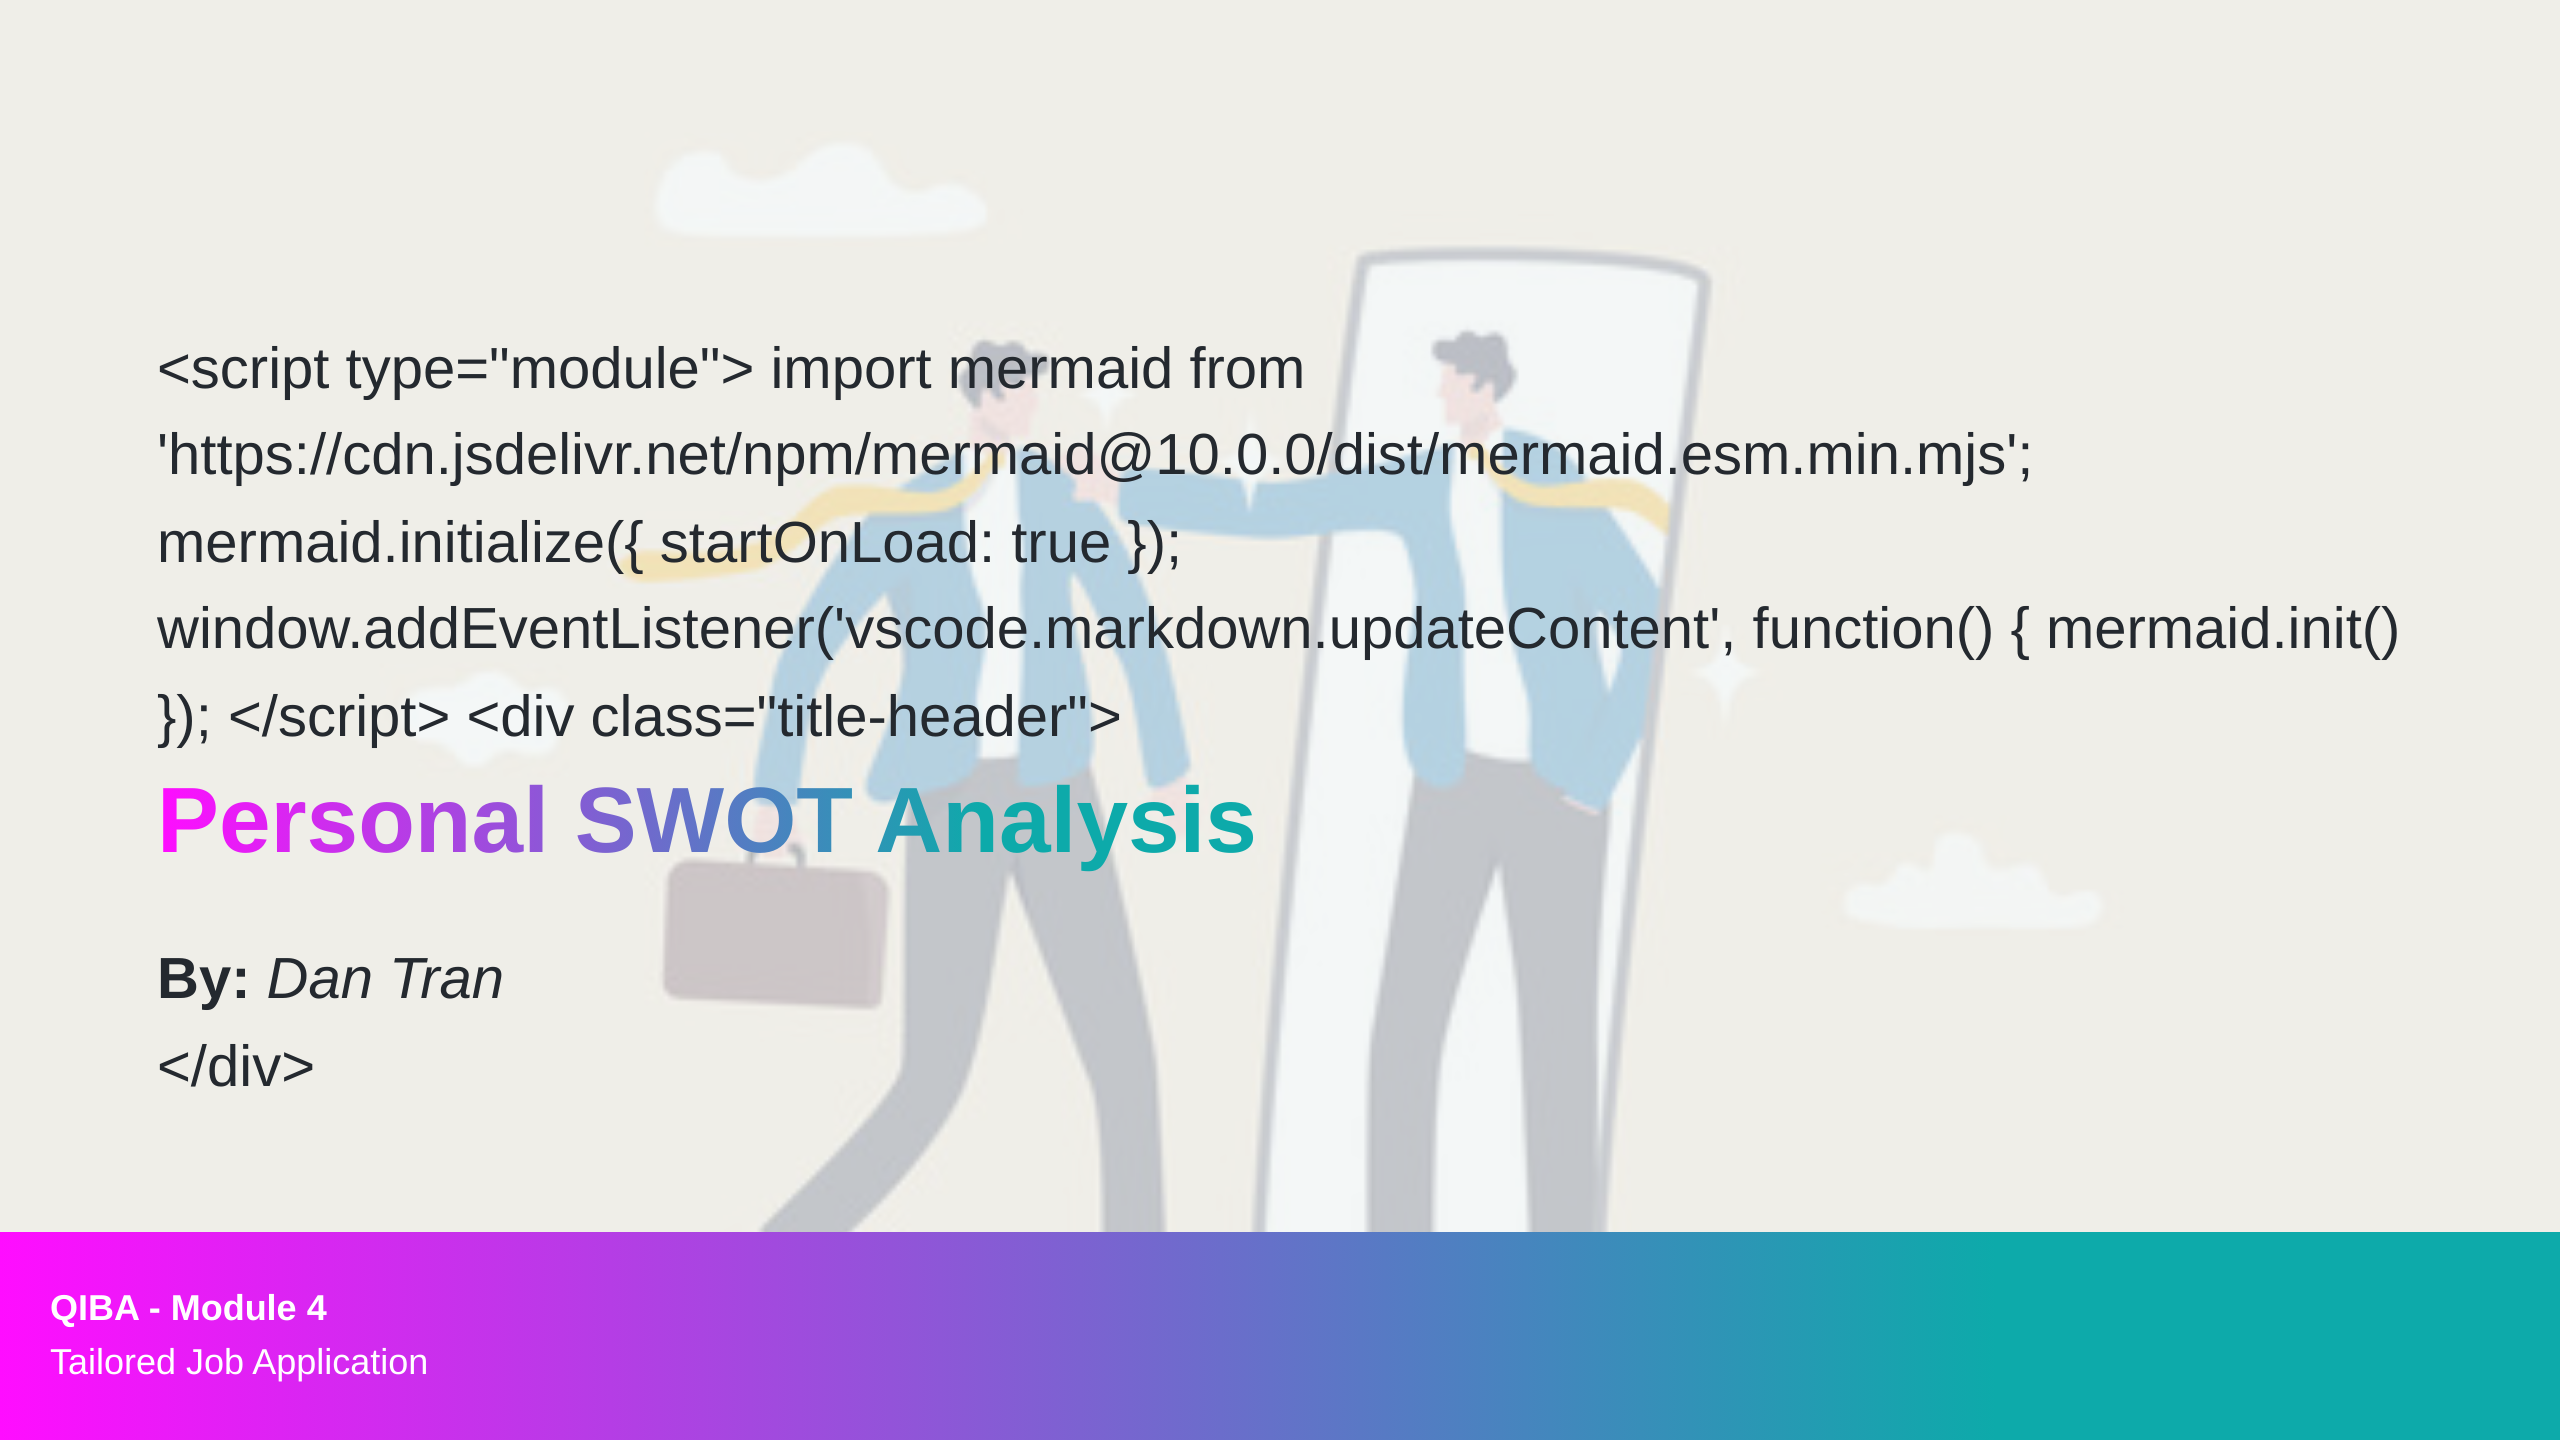 <script type="module"> import mermaid from
'https://cdn.jsdelivr.net/npm/mermaid@10.0.0/dist/mermaid.esm.min.mjs';
mermaid.initialize({ startOnLoad: true });
window.addEventListener('vscode.markdown.updateContent', function() { mermaid.init()
}); </script> <div class="title-header">
Personal SWOT Analysis
By: Dan Tran
</div>
QIBA - Module 4
Tailored Job Application